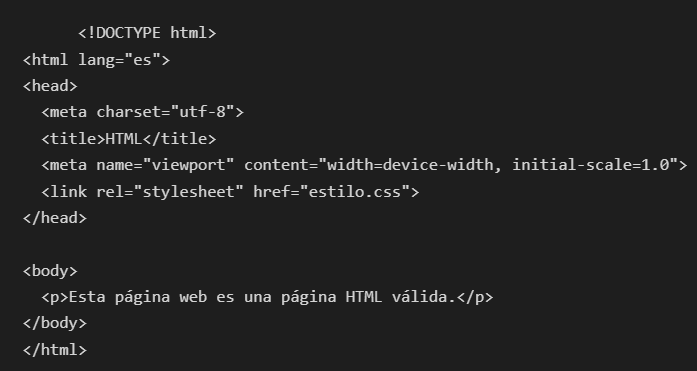 <!DOCTYPE html>
<html lang="es">
<head>
<meta charset="utf-8">
<title>HTML</title>
<meta name="viewport" content="width=device-width, initial-scale=1.0">
<link rel="stylesheet" href="estilo.css">
</head>
<body>
<p>Esta página web es una página HTML válida.</p>
</body>
</html>